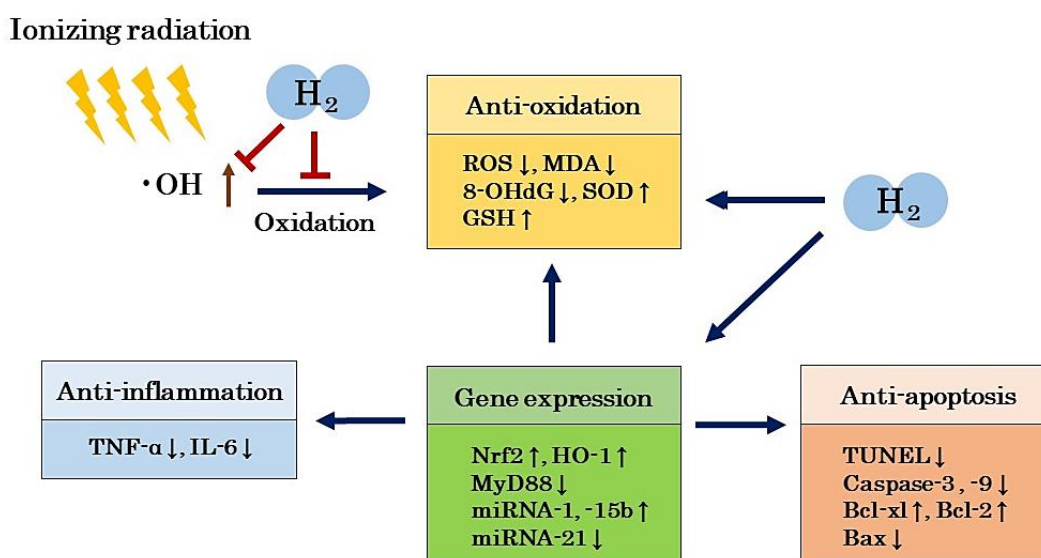 Ionizing radiation
H2
·OH
Oxidation
Anti-oxidation
ROS ↓, MDA ↓
8-OHdG ↓, SOD ↑
GSH ↑
H2
Anti-inflammation
TNF-α ↓, IL-6 ↓
Gene expression
Nrf2 ↑, HO-1 ↑
MyD88 ↓
miRNA-1, -15b ↑
miRNA-21 ↓
Anti-apoptosis
TUNEL ↓
Caspase-3, -9 ↓
Bcl-xl ↑, Bcl-2 ↑
Bax ↓